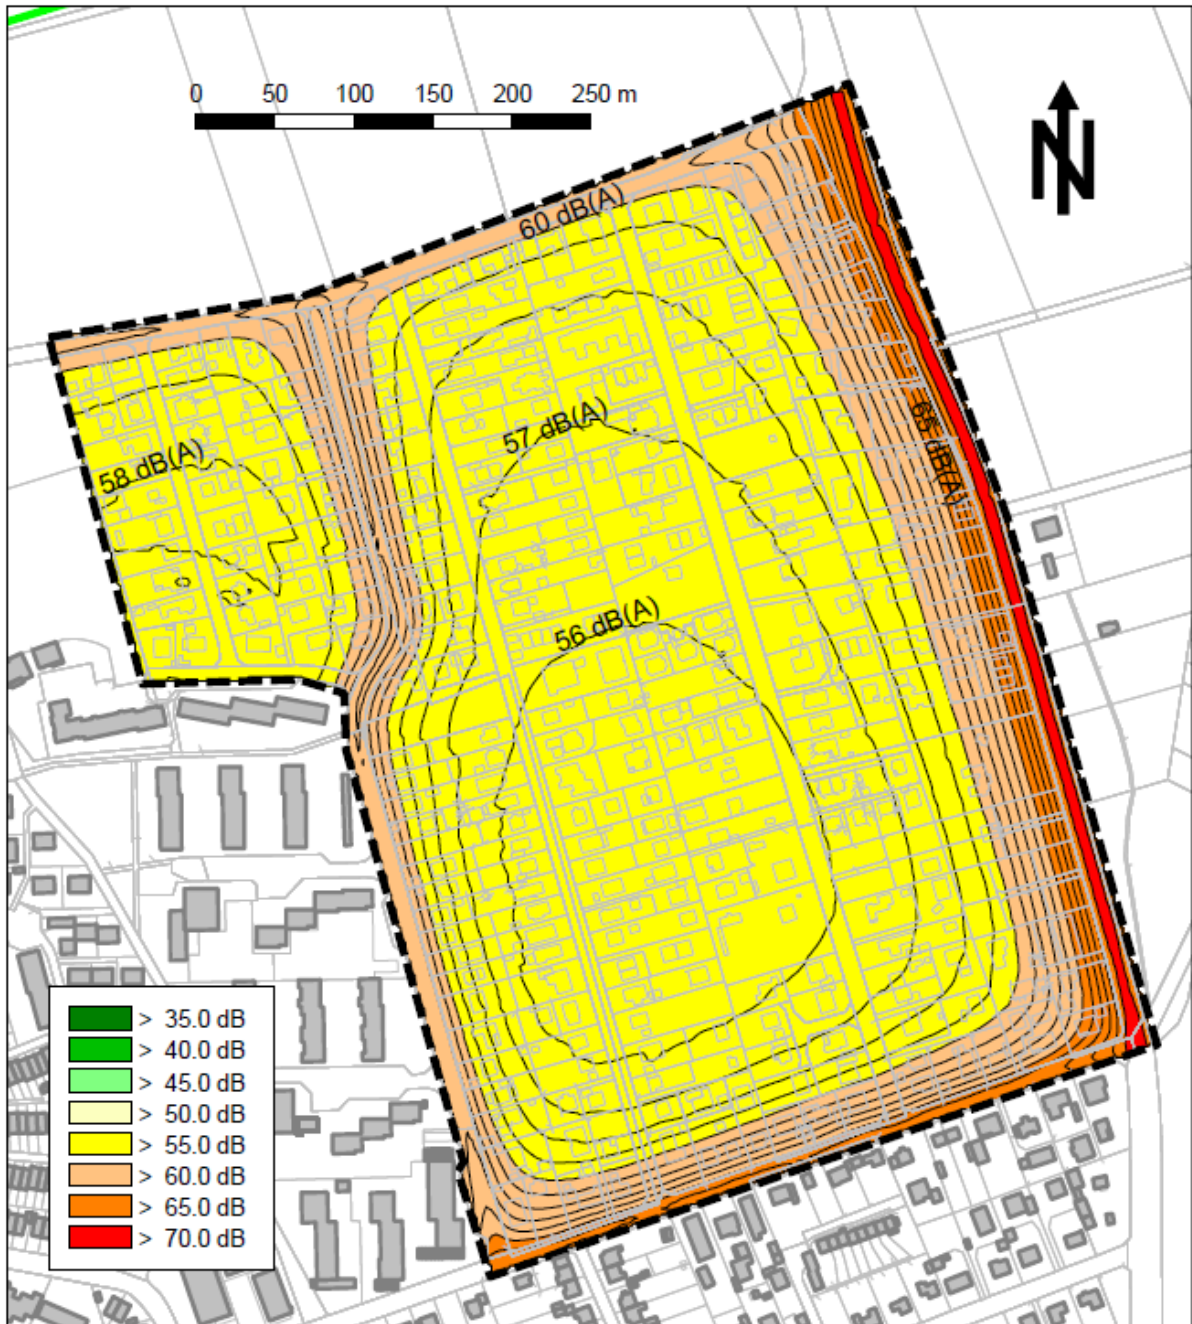 0 50 100 150 200 250 m
N
60 dB(A)
57 dB(A)
65 dB(A)
58 dB(A)
56 dB(A)
> 35.0 dB
> 40.0 dB
> 45.0 dB
> 50.0 dB
> 55.0 dB
> 60.0 dB
> 65.0 dB
> 70.0 dB